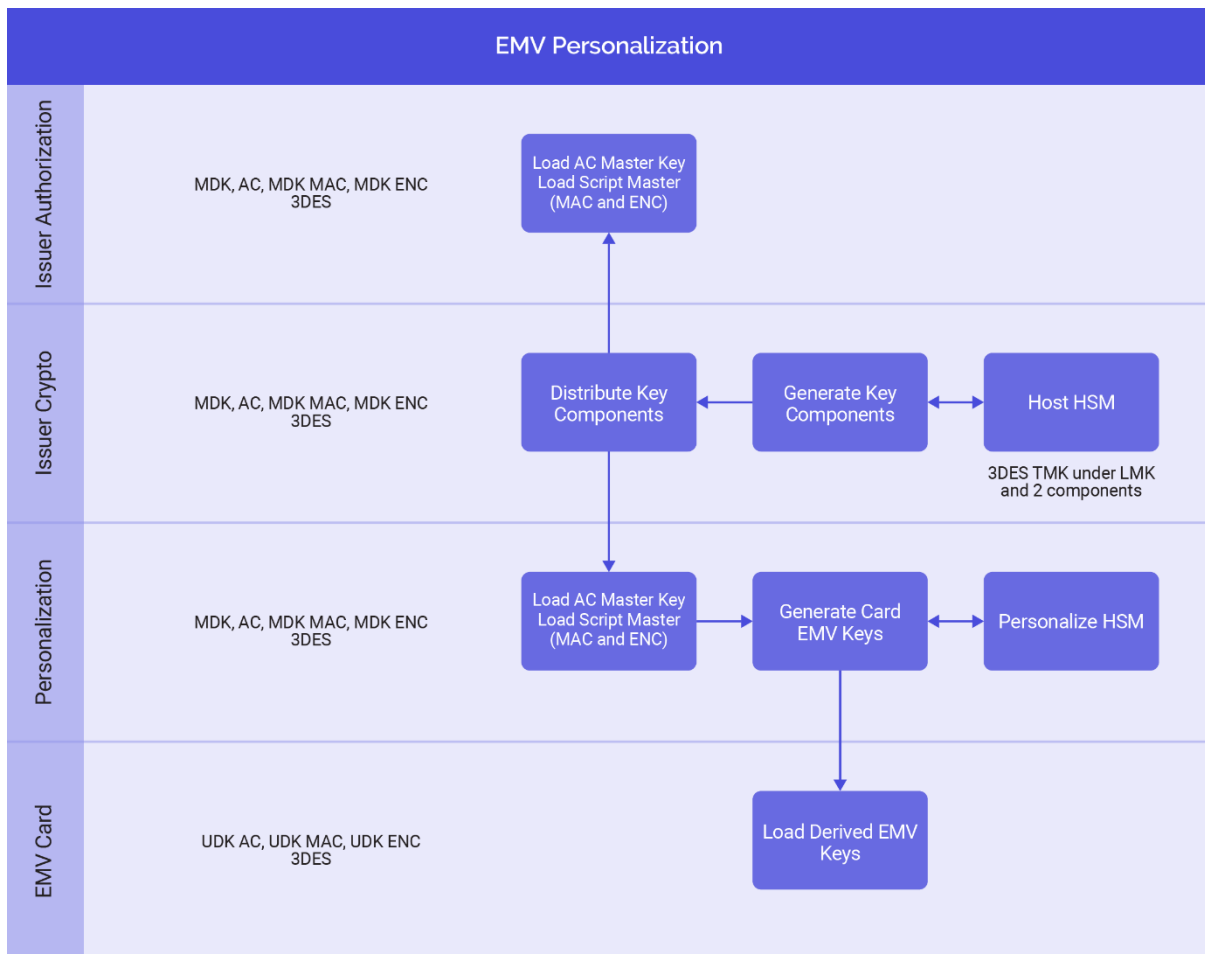 EMV Personalization
Issuer Authorization
MDK, AC, MDK MAC, MDK ENC
3DES
Load AC Master Key
Load Script Master
(MAC and ENC)
Issuer Crypto
MDK, AC, MDK MAC, MDK ENC
3DES
Distribute Key
Components
Generate Key
Components
Host HSM
3DES TMK under LMK
and 2 components
Personalization
MDK, AC, MDK MAC, MDK ENC
3DES
Load AC Master Key
Load Script Master
(MAC and ENC)
Generate Card
EMV Keys
Personalize HSM
EMV Card
UDK AC, UDK MAC, UDK ENC
3DES
Load Derived EMV
Keys